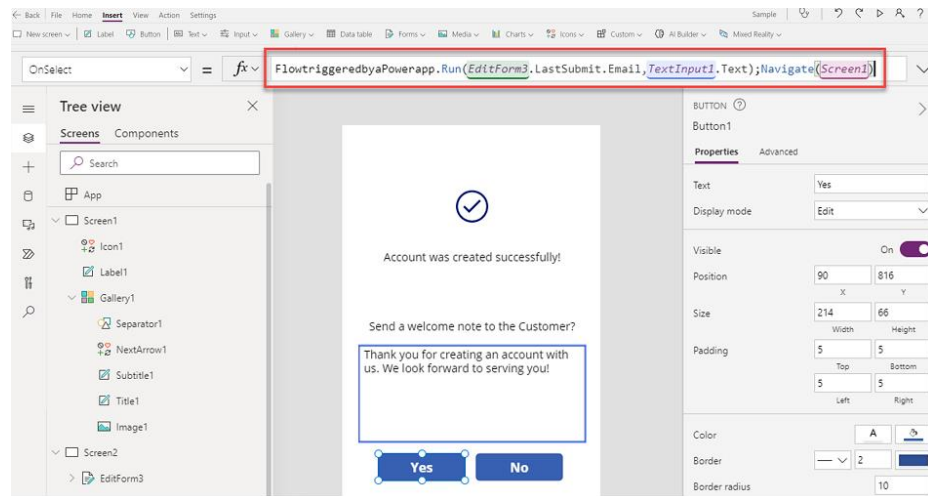 Back File Home Insert View Action Settings Sample
New screen Label Button Text Input Gallery Data table Forms Media Charts Icons Custom AI Builder Mixed Reality
OnSelect = fx FlowtriggeredbyaPowerapp.Run(EditForm3.LastSubmit.Email,TextInput1.Text);Navigate(Screen1)
Tree view
Screens Components
Search
App
Screen1
Icon1
Label1
Gallery1
Separator1
NextArrow1
Subtitle1
Title1
Image1
Screen2
EditForm3
Account was created successfully!
Send a welcome note to the Customer?
Thank you for creating an account with
us. We look forward to serving you!
Yes No
BUTTON ?
Button1
Properties Advanced
Text Yes
Display mode Edit
Visible On
Position 90 816
X Y
Size 214 66
Width Height
Padding 5 5
Top Bottom
5 5
Left Right
Color A
Border 2
Border radius 10